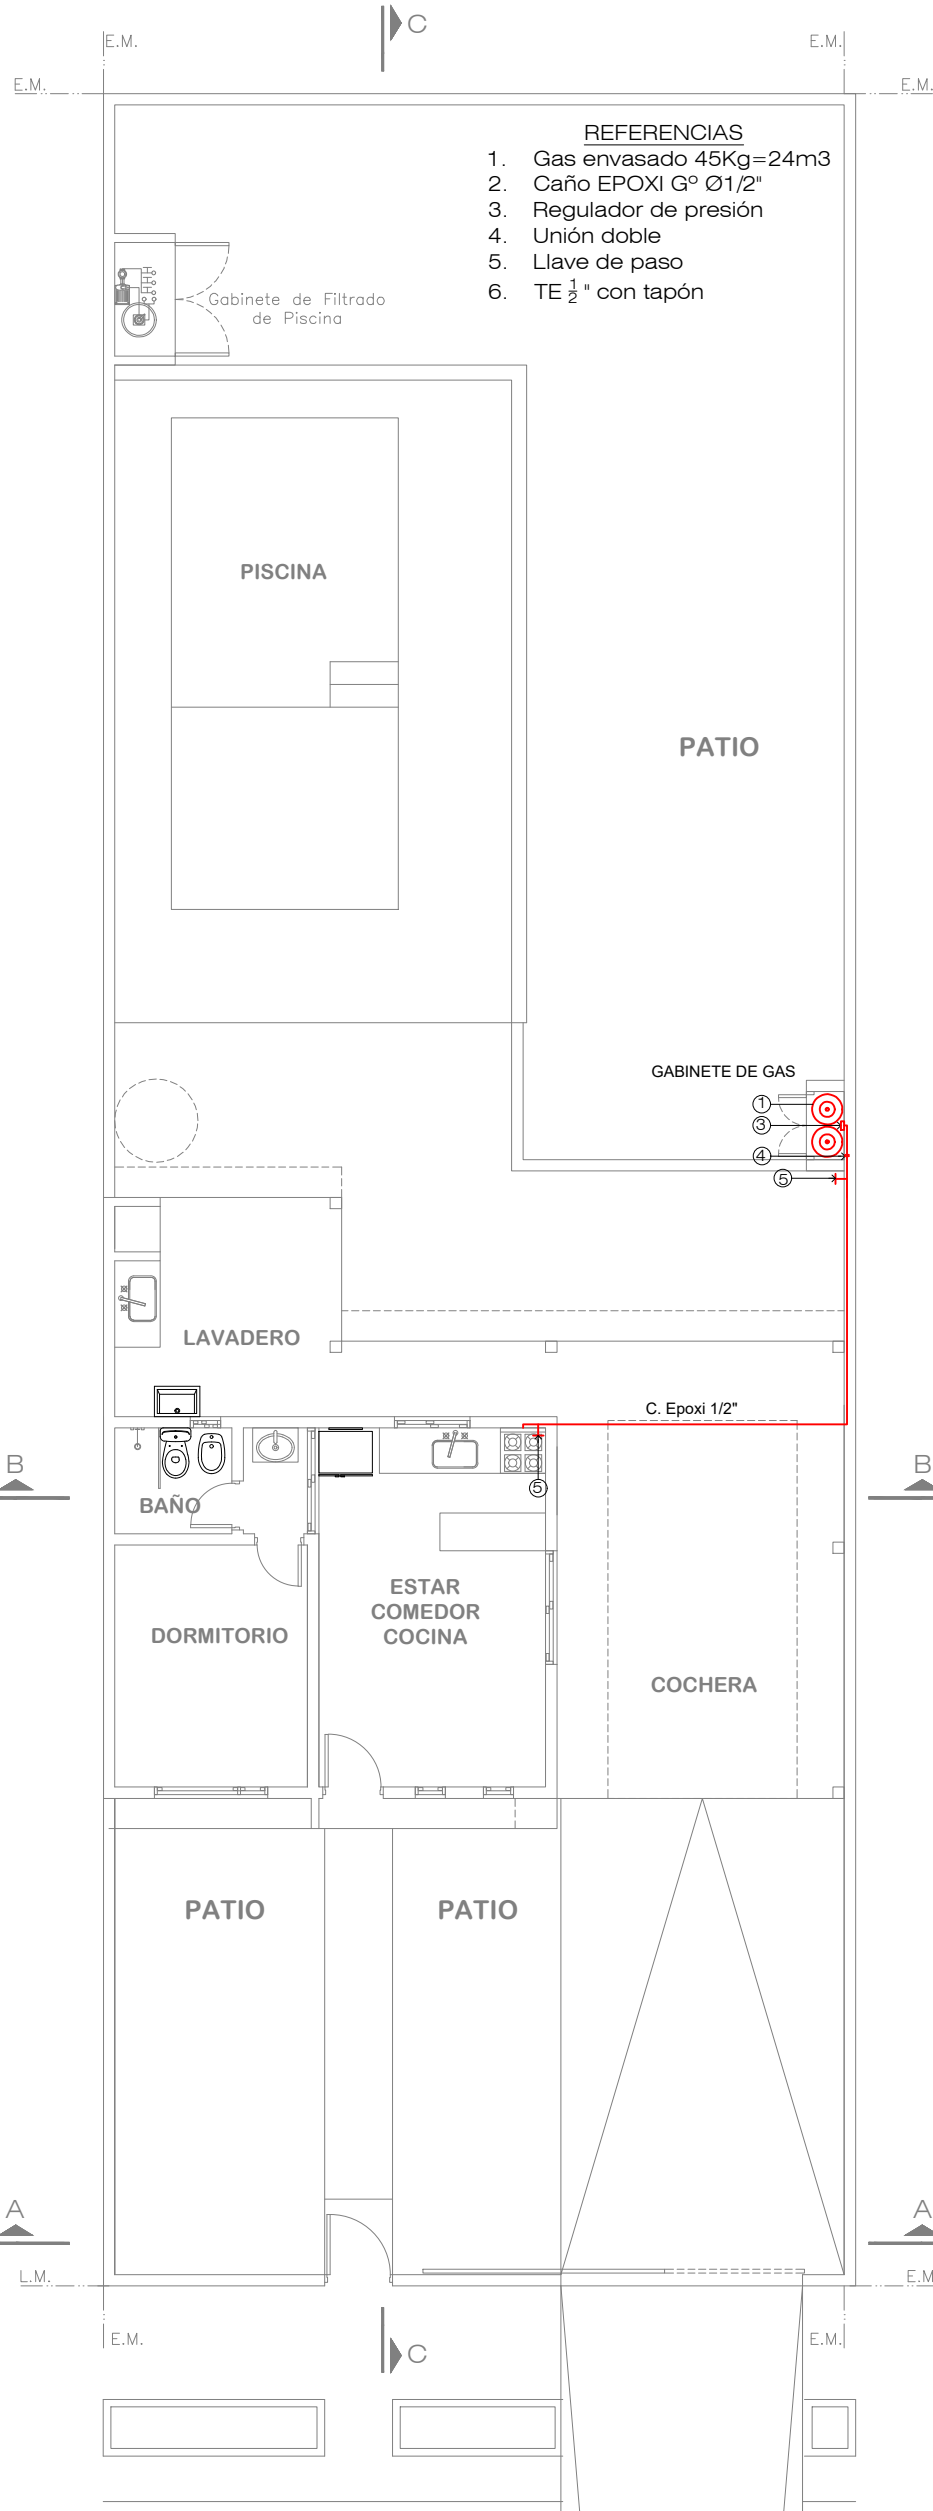 C
E.M.
E.M.
E.M.
E.M.
REFERENCIAS
1. Gas envasado 45Kg=24m3
2. Caño EPOXI Gº Ø1/2"
3. Regulador de presión
4. Unión doble
5. Llave de paso
6. TE 1/2 " con tapón
Gabinete de Filtrado
de Piscina
PISCINA
PATIO
GABINETE DE GAS
1
3
4
5
LAVADERO
C. Epoxi 1/2"
B
B
5
BAÑO
ESTAR
COMEDOR
COCINA
DORMITORIO
COCHERA
PATIO
PATIO
A
A
L.M.
E.M
E.M.
E.M.
C